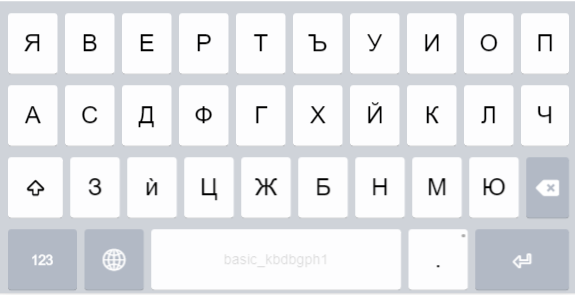 Я В Е Р Т Ъ У И О П
А С Д Ф Г Х Й К Л Ч
З ѝ Ц Ж Б Н М Ю
123 basic_kbdbgph1 .